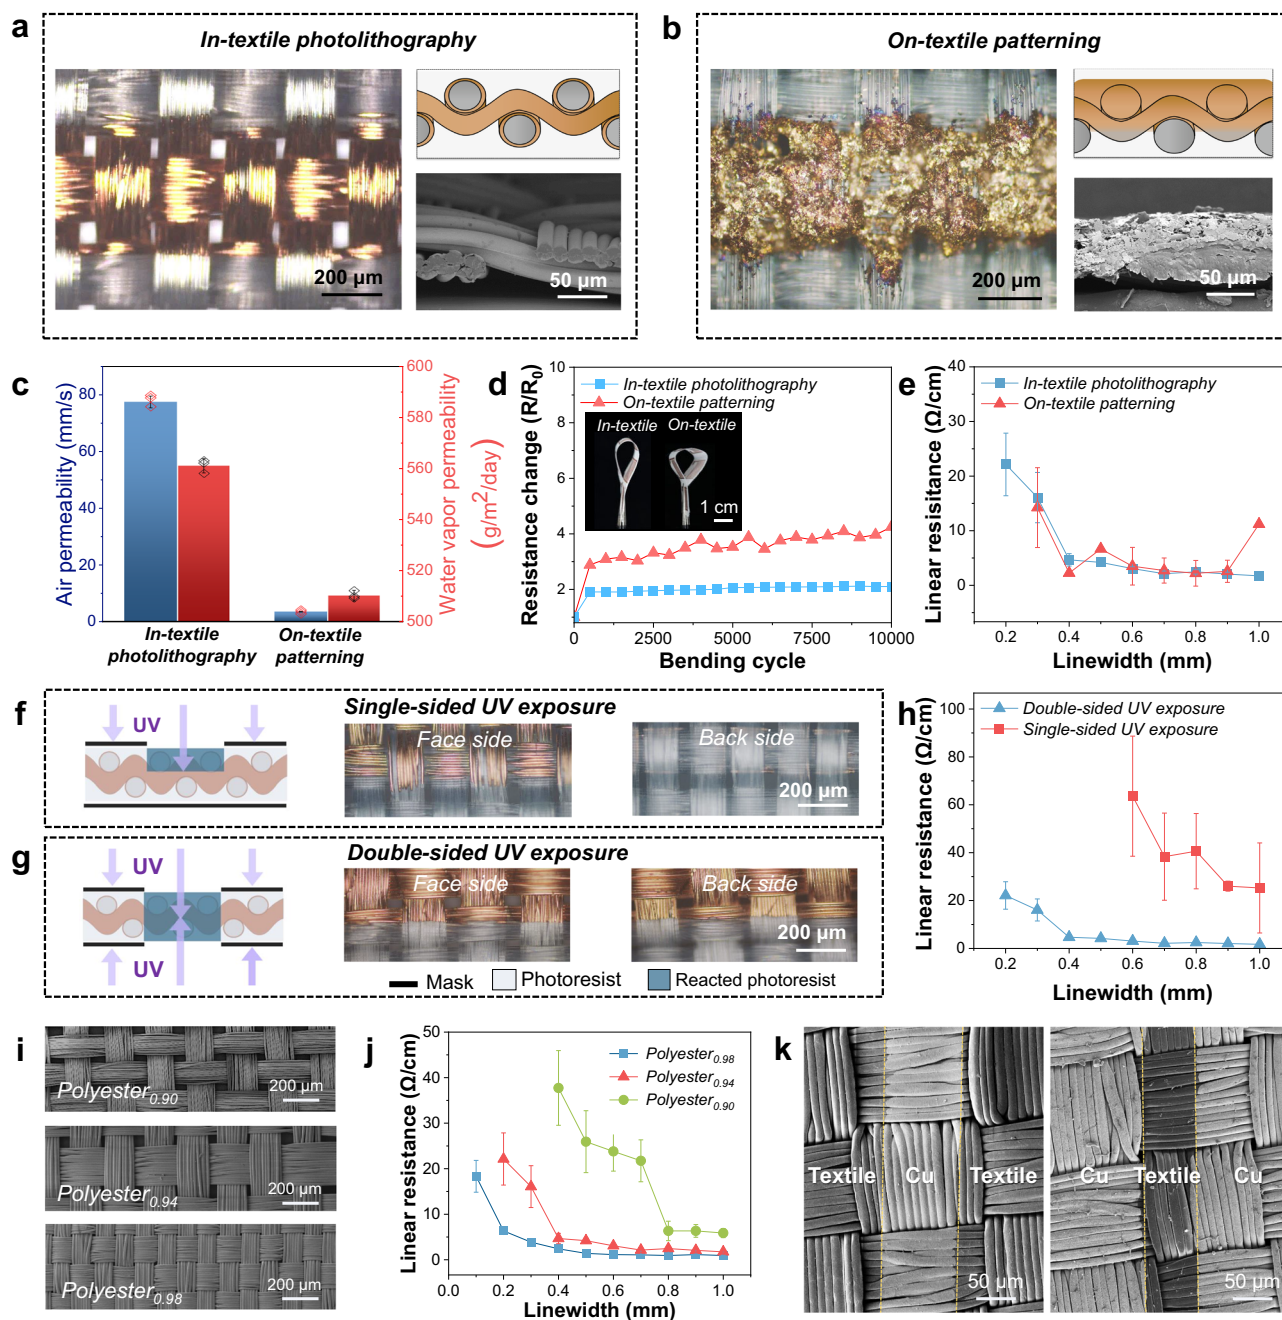 a
In-textile photolithography
200 µm
50 µm
b
On-textile patterning
200 µm
50 µm
c
Air permeability (mm/s)
80
60
40
20
0
600
580
560
540
520
500
Water vapor permeability
(g/m²/day)
In-textile
photolithography
On-textile
patterning
d
Resistance change (R/R₀)
10
8
6
4
2
In-textile photolithography
On-textile patterning
In-textile
On-textile
1 cm
0
2500
5000
7500
10000
Bending cycle
e
Linear resisitance (Ω/cm)
40
30
20
10
0
In-textile photolithography
On-textile patterning
0.2
0.4
0.6
0.8
1.0
Linewidth (mm)
f
UV
Single-sided UV exposure
Face side
Back side
200 µm
g
UV
UV
Double-sided UV exposure
Face side
Back side
200 µm
Mask
Photoresist
Reacted photoresist
h
Linear resistance (Ω/cm)
100
80
60
40
20
0
Double-sided UV exposure
Single-sided UV exposure
0.2
0.4
0.6
0.8
1.0
Linewidth (mm)
i
Polyester0.90
200 µm
Polyester0.94
200 µm
Polyester0.98
200 µm
j
Linear resistance (Ω/cm)
50
40
30
20
10
0
Polyester0.98
Polyester0.94
Polyester0.90
0.0
0.2
0.4
0.6
0.8
1.0
Linewidth (mm)
k
Textile
Cu
Textile
50 µm
Cu
Textile
Cu
50 µm